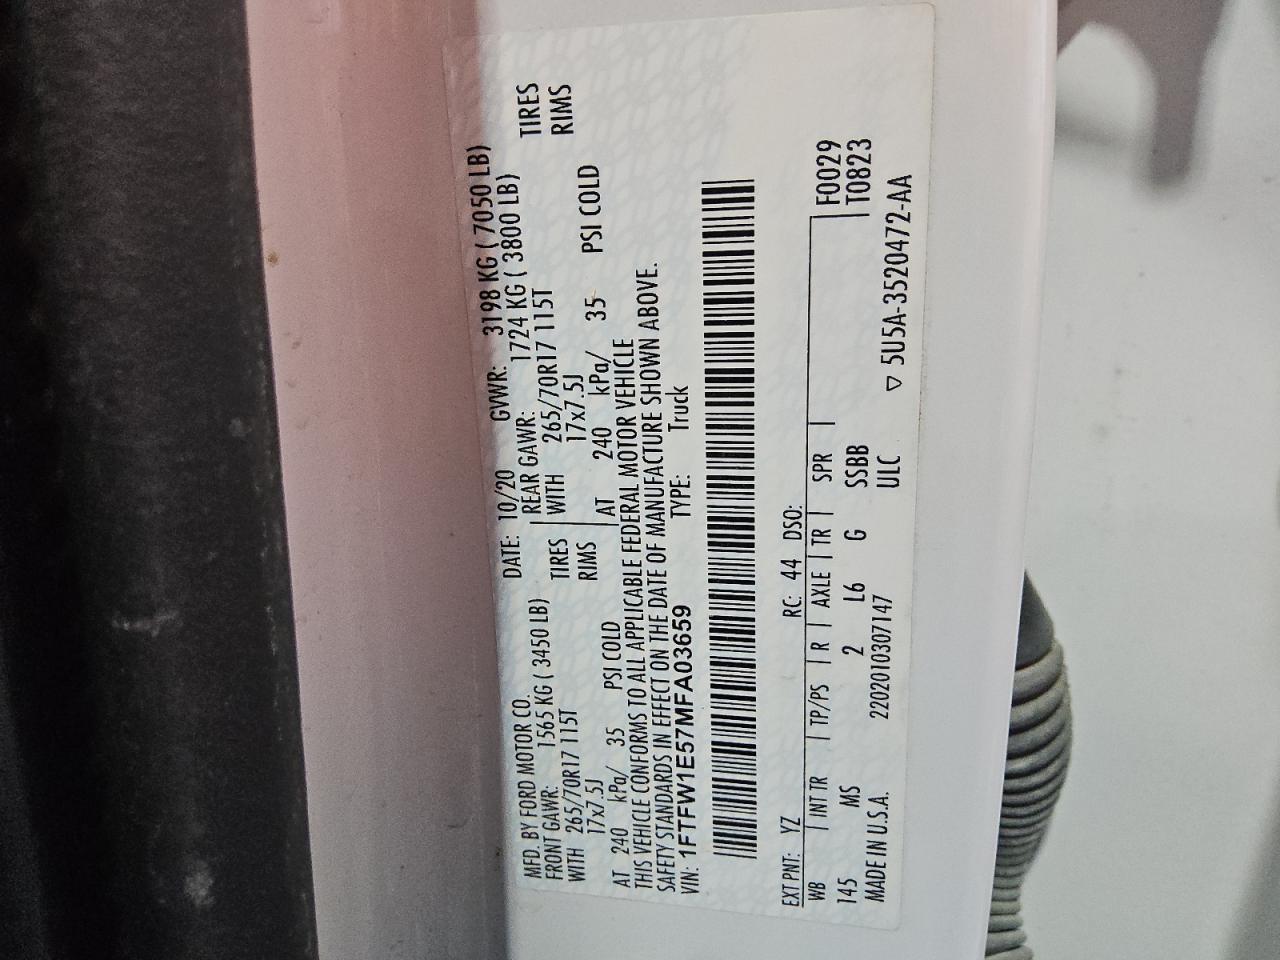 MFD. BY FORD MOTOR CO. DATE: 10/20 GVWR: 3198 KG ( 7050 LB)
FRONT GAWR: 1565 KG ( 3450 LB) REAR GAWR: 1724 KG ( 3800 LB)
WITH 265/70R17 115T TIRES WITH 265/70R17 115T TIRES
17x7.5J RIMS 17x7.5J RIMS
AT 240 kPa/ 35 PSI COLD AT 240 kPa/ 35 PSI COLD
THIS VEHICLE CONFORMS TO ALL APPLICABLE FEDERAL MOTOR VEHICLE
SAFETY STANDARDS IN EFFECT ON THE DATE OF MANUFACTURE SHOWN ABOVE.
VIN: 1FTFW1E57MFA03659 TYPE: Truck
EXT PNT: YZ RC: 44 DSO:
WB INT TR TP/PS R AXLE TR SPR F0029
145 MS 2 L6 G SSBB T0823
MADE IN U.S.A. 2202010307147 ULC ▽ 5U5A-3520472-AA